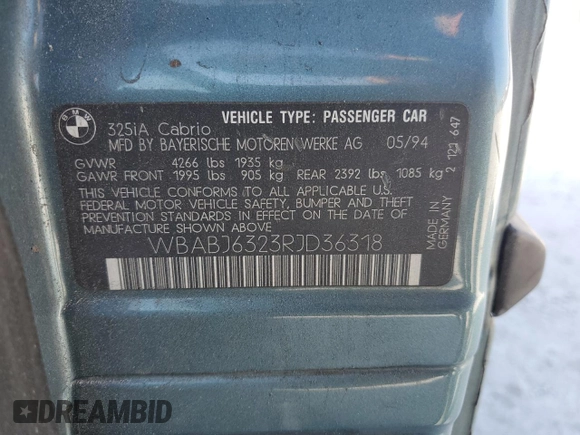 BMW
VEHICLE TYPE: PASSENGER CAR
325iA Cabrio
MFD BY BAYERISCHE MOTOREN WERKE AG 05/94
GVWR 4266 lbs 1935 kg
GAWR FRONT 1995 lbs 905 kg REAR 2392 lbs 1085 kg
THIS VEHICLE CONFORMS TO ALL APPLICABLE U.S.
FEDERAL MOTOR VEHICLE SAFETY, BUMPER AND THEFT
PREVENTION STANDARDS IN EFFECT ON THE DATE OF
MANUFACTURE SHOWN ABOVE.
WBABJ6323RJD36318
2 121 647
MADE IN
GERMANY
DREAMBID